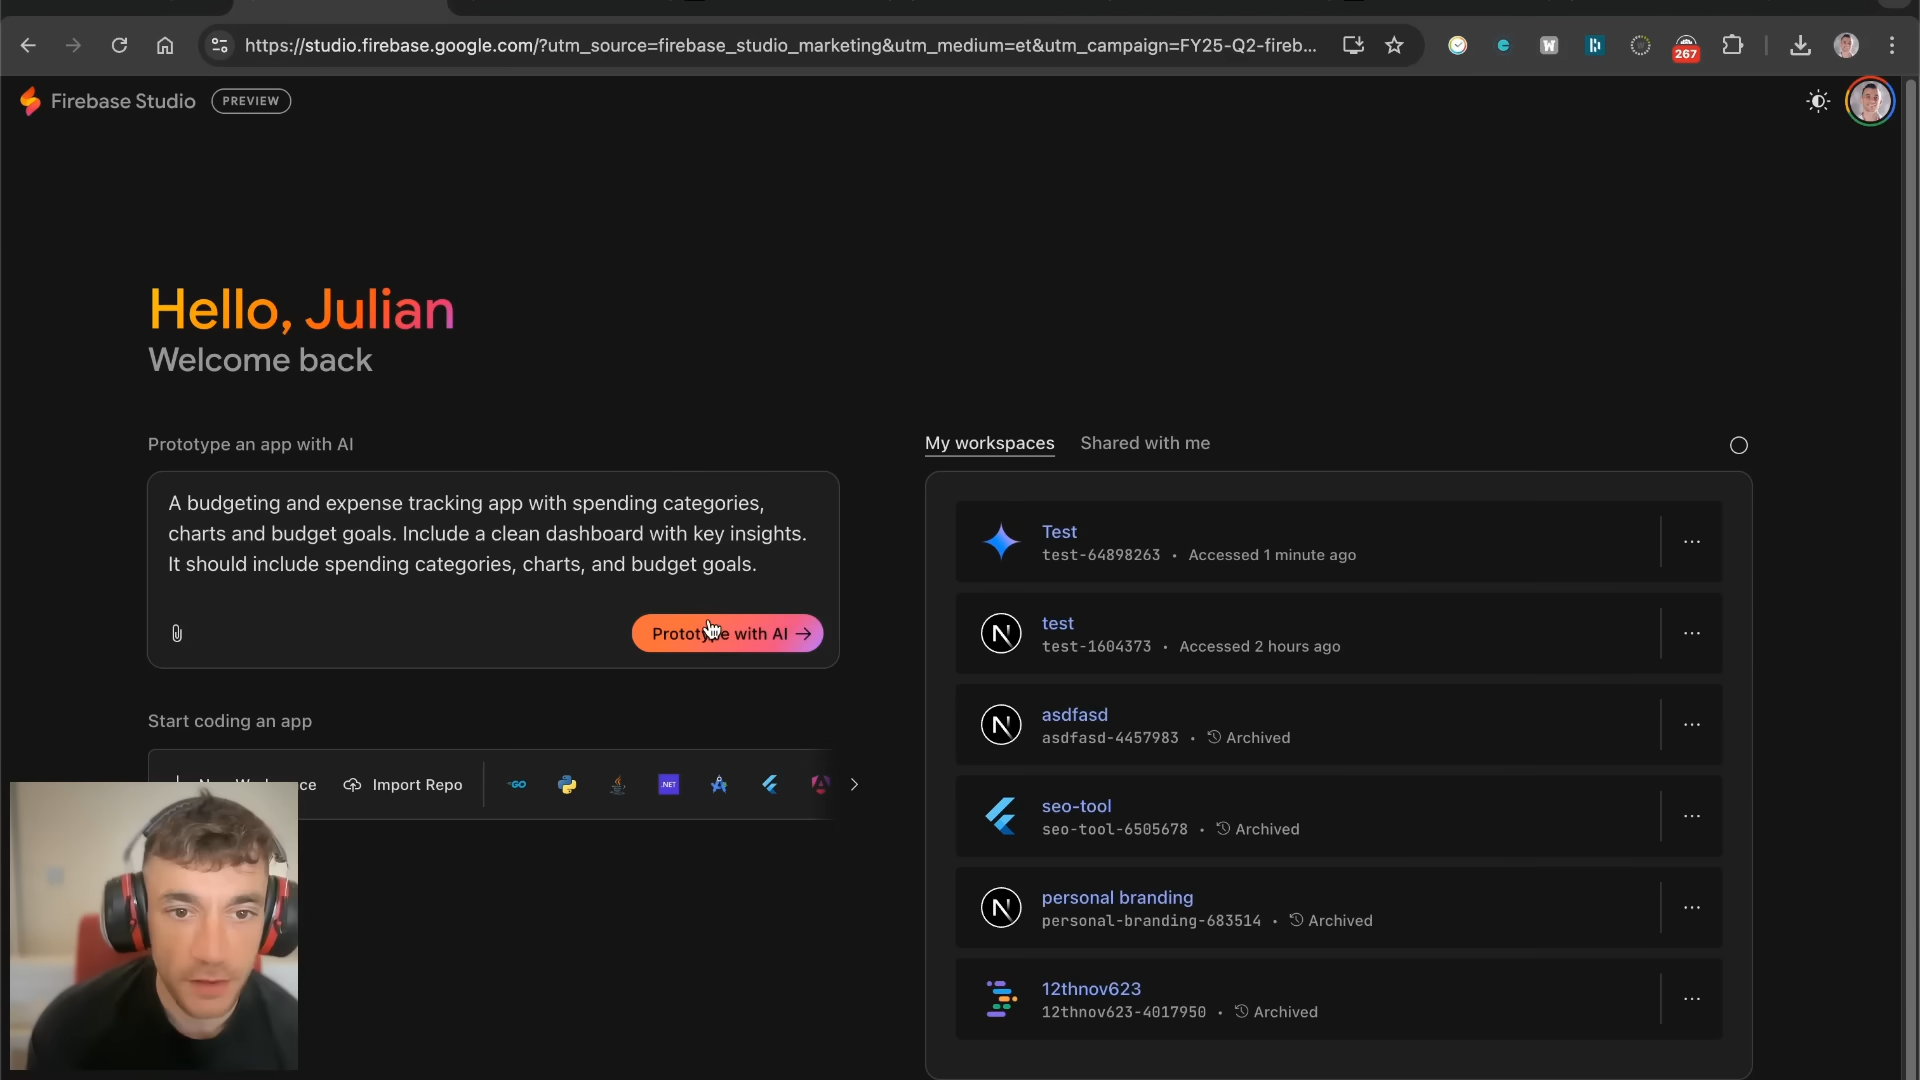 https://studio.firebase.google.com/?utm_source=firebase_studio_marketing&utm_medium=et&utm_campaign=FY25-Q2-fireb...
267
Firebase Studio
PREVIEW
Hello, Julian
Welcome back
Prototype an app with AI
A budgeting and expense tracking app with spending categories,
charts and budget goals. Include a clean dashboard with key insights.
It should include spending categories, charts, and budget goals.
Prototype with AI
Start coding an app
Import Repo
GO
.NET
My workspaces
Shared with me
Test
test-64898263 • Accessed 1 minute ago
test
test-1604373 • Accessed 2 hours ago
asdfasd
asdfasd-4457983 • Archived
seo-tool
seo-tool-6505678 • Archived
personal branding
personal-branding-683514 • Archived
12thnov623
12thnov623-4017950 • Archived